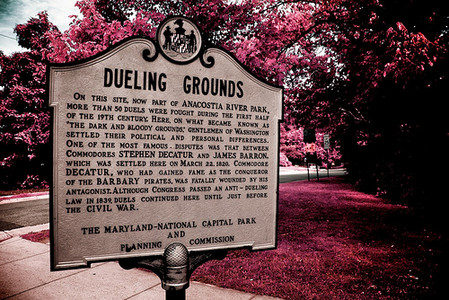 DUELING GROUNDS
ON THIS SITE, NOW PART OF ANACOSTIA RIVER PARK,
MORE THAN 50 DUELS WERE FOUGHT DURING THE FIRST HALF
OF THE 19TH CENTURY. HERE, ON WHAT BECAME KNOWN AS
"THE DARK AND BLOODY GROUNDS," GENTLEMEN OF WASHINGTON
SETTLED THEIR POLITICAL AND PERSONAL DIFFERENCES.
ONE OF THE MOST FAMOUS DISPUTES WAS THAT BETWEEN
COMMODORES STEPHEN DECATUR AND JAMES BARRON,
WHICH WAS SETTLED HERE ON MARCH 22, 1820. COMMODORE
DECATUR, WHO HAD GAINED FAME AS THE CONQUEROR
OF THE BARBARY PIRATES, WAS FATALLY WOUNDED BY HIS
ANTAGONIST. ALTHOUGH CONGRESS PASSED AN ANTI-DUELING
LAW IN 1839, DUELS CONTINUED HERE UNTIL JUST BEFORE
THE CIVIL WAR.
THE MARYLAND-NATIONAL CAPITAL PARK
AND
PLANNING COMMISSION